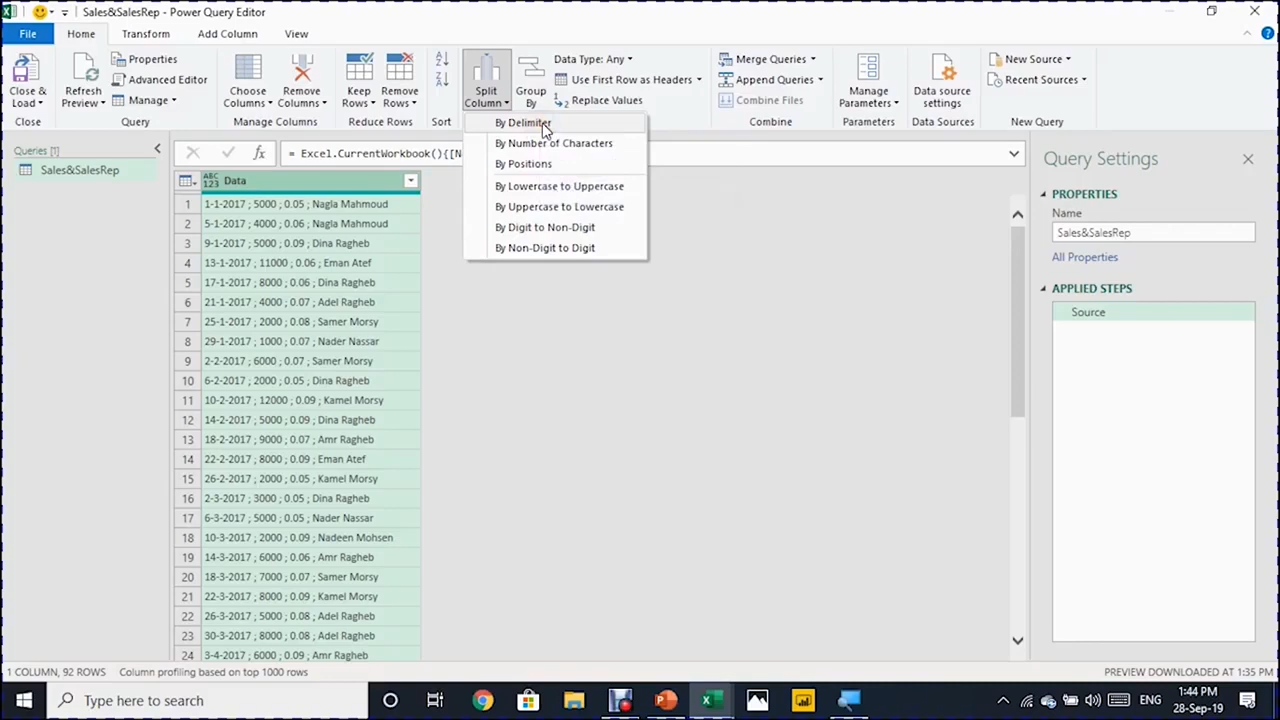 Sales&SalesRep - Power Query Editor
File
Home
Transform
Add Column
View
Close &
Load
Close
Refresh
Preview
Properties
Advanced Editor
Manage
Query
Choose
Columns
Remove
Columns
Manage Columns
Keep
Rows
Remove
Rows
Reduce Rows
Sort
Split
Column
Group
By
Data Type: Any
Use First Row as Headers
Replace Values
Merge Queries
Append Queries
Combine Files
Combine
Manage
Parameters
Parameters
Data source
settings
Data Sources
New Source
Recent Sources
New Query
By Delimiter
By Number of Characters
By Positions
By Lowercase to Uppercase
By Uppercase to Lowercase
By Digit to Non-Digit
By Non-Digit to Digit
Queries [1]
Sales&SalesRep
fx
= Excel.CurrentWorkbook(){[N
ABC
123
Data
1 1-1-2017 ; 5000 ; 0.05 ; Nagla Mahmoud
2 5-1-2017 ; 4000 ; 0.06 ; Nagla Mahmoud
3 9-1-2017 ; 5000 ; 0.09 ; Dina Ragheb
4 13-1-2017 ; 11000 ; 0.06 ; Eman Atef
5 17-1-2017 ; 8000 ; 0.06 ; Dina Ragheb
6 21-1-2017 ; 4000 ; 0.07 ; Adel Ragheb
7 25-1-2017 ; 2000 ; 0.08 ; Samer Morsy
8 29-1-2017 ; 1000 ; 0.07 ; Nader Nassar
9 2-2-2017 ; 6000 ; 0.07 ; Samer Morsy
10 6-2-2017 ; 2000 ; 0.05 ; Dina Ragheb
11 10-2-2017 ; 12000 ; 0.09 ; Kamel Morsy
12 14-2-2017 ; 5000 ; 0.09 ; Dina Ragheb
13 18-2-2017 ; 9000 ; 0.07 ; Amr Ragheb
14 22-2-2017 ; 8000 ; 0.09 ; Eman Atef
15 26-2-2017 ; 2000 ; 0.05 ; Kamel Morsy
16 2-3-2017 ; 3000 ; 0.05 ; Dina Ragheb
17 6-3-2017 ; 5000 ; 0.05 ; Nader Nassar
18 10-3-2017 ; 2000 ; 0.09 ; Nadeen Mohsen
19 14-3-2017 ; 6000 ; 0.06 ; Amr Ragheb
20 18-3-2017 ; 7000 ; 0.07 ; Samer Morsy
21 22-3-2017 ; 8000 ; 0.09 ; Kamel Morsy
22 26-3-2017 ; 5000 ; 0.08 ; Adel Ragheb
23 30-3-2017 ; 8000 ; 0.08 ; Adel Ragheb
24 3-4-2017 ; 6000 ; 0.09 ; Amr Ragheb
Query Settings
PROPERTIES
Name
Sales&SalesRep
All Properties
APPLIED STEPS
Source
1 COLUMN, 92 ROWS
Column profiling based on top 1000 rows
PREVIEW DOWNLOADED AT 1:35 PM
Type here to search
ENG
1:44 PM
28-Sep-19